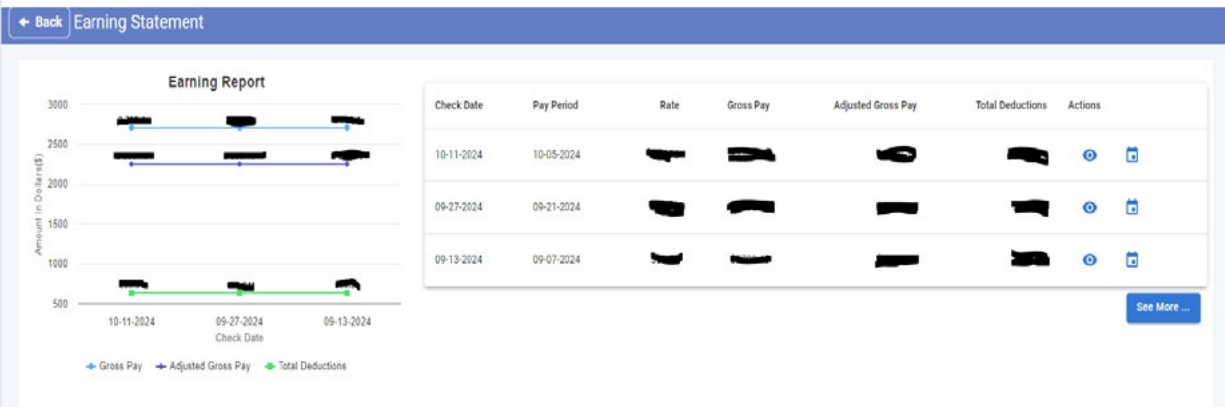 Back Earning Statement
Earning Report
3000
2500
2000
1500
1000
500
Amount in Dollars($)
10-11-2024 09-27-2024 09-13-2024
Check Date
Gross Pay Adjusted Gross Pay Total Deductions
Check Date Pay Period Rate Gross Pay Adjusted Gross Pay Total Deductions Actions
10-11-2024 10-05-2024
09-27-2024 09-21-2024
09-13-2024 09-07-2024
See More ...